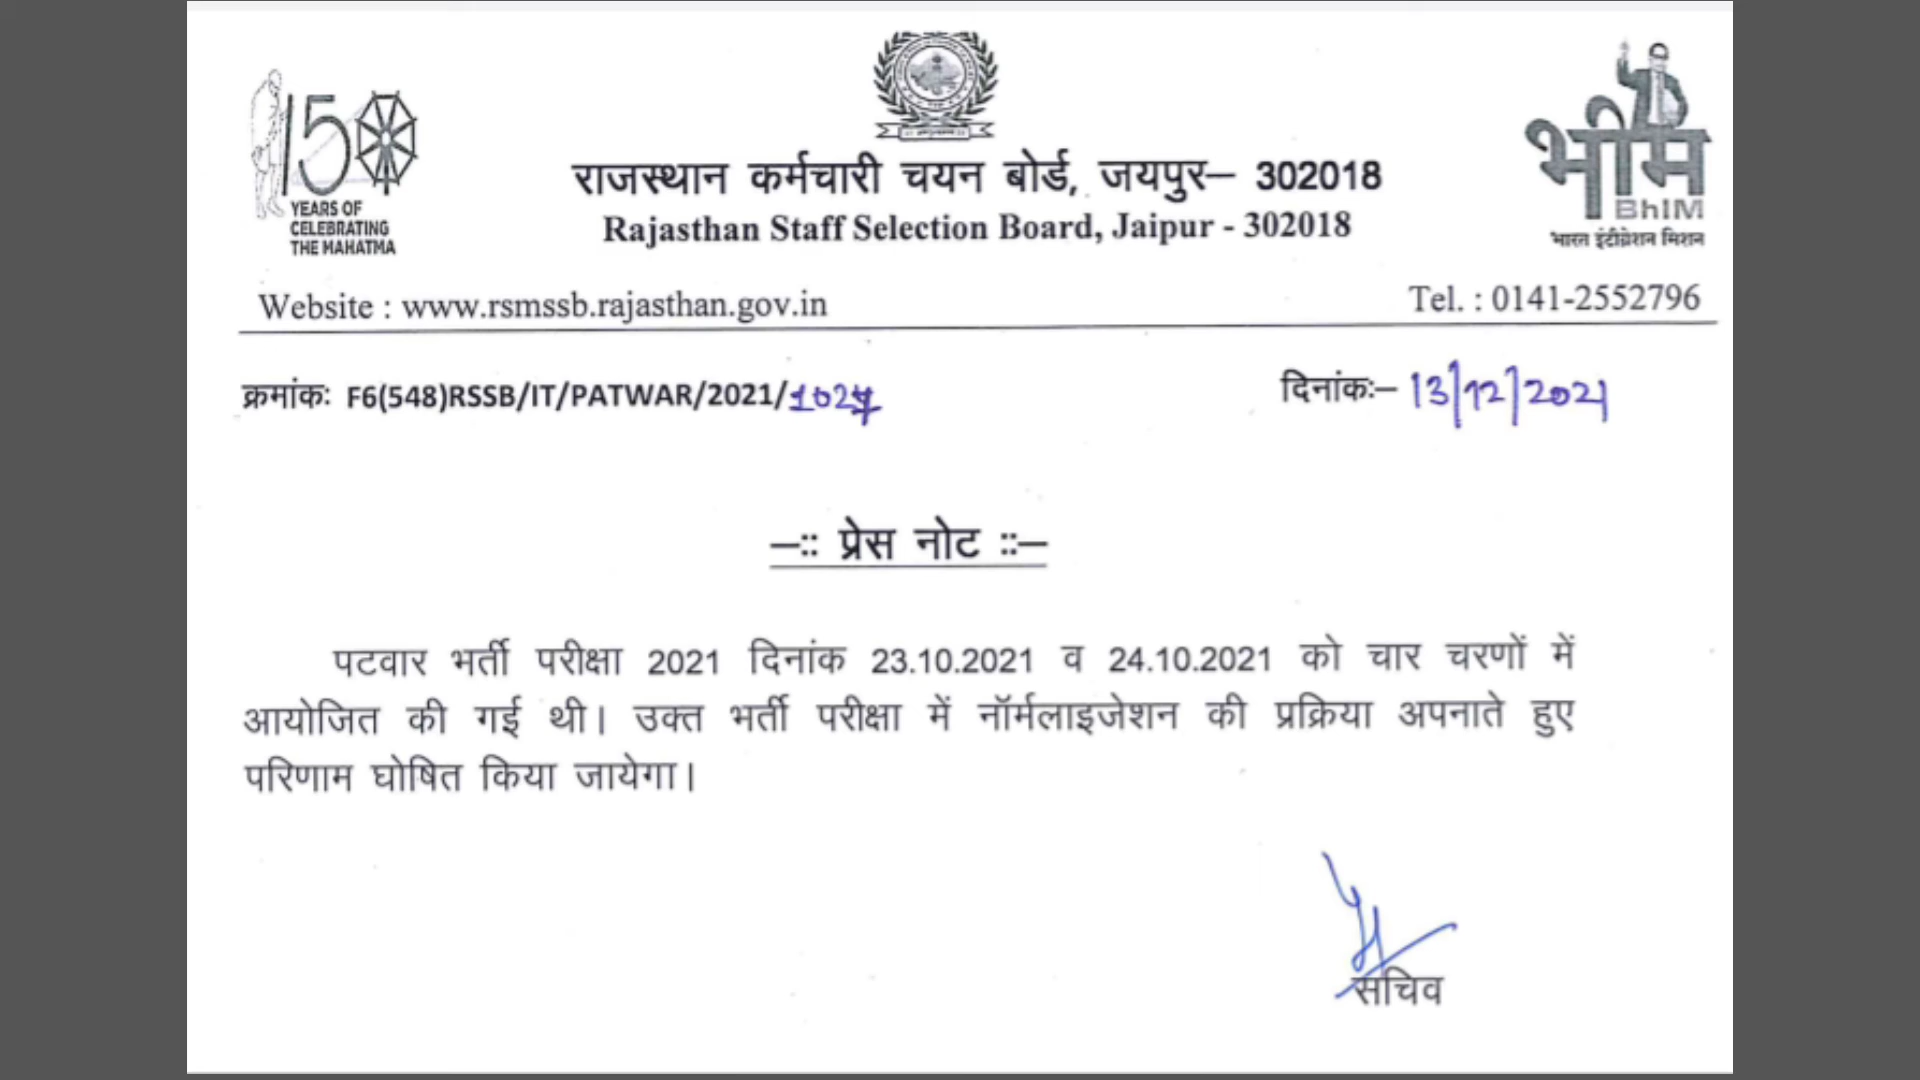 150
YEARS OF
CELEBRATING
THE MAHATMA
भीम
BhIM
भारत इंटीग्रेशन मिशन
राजस्थान कर्मचारी चयन बोर्ड, जयपुर– 302018
Rajasthan Staff Selection Board, Jaipur - 302018
Website : www.rsmssb.rajasthan.gov.in Tel. : 0141-2552796
क्रमांकः F6(548)RSSB/IT/PATWAR/2021/ दिनांकः– 13/12/2021
–:: प्रेस नोट ::–
पटवार भर्ती परीक्षा 2021 दिनांक 23.10.2021 व 24.10.2021 को चार चरणों में
आयोजित की गई थी। उक्त भर्ती परीक्षा में नॉर्मलाइजेशन की प्रक्रिया अपनाते हुए
परिणाम घोषित किया जायेगा।
सचिव